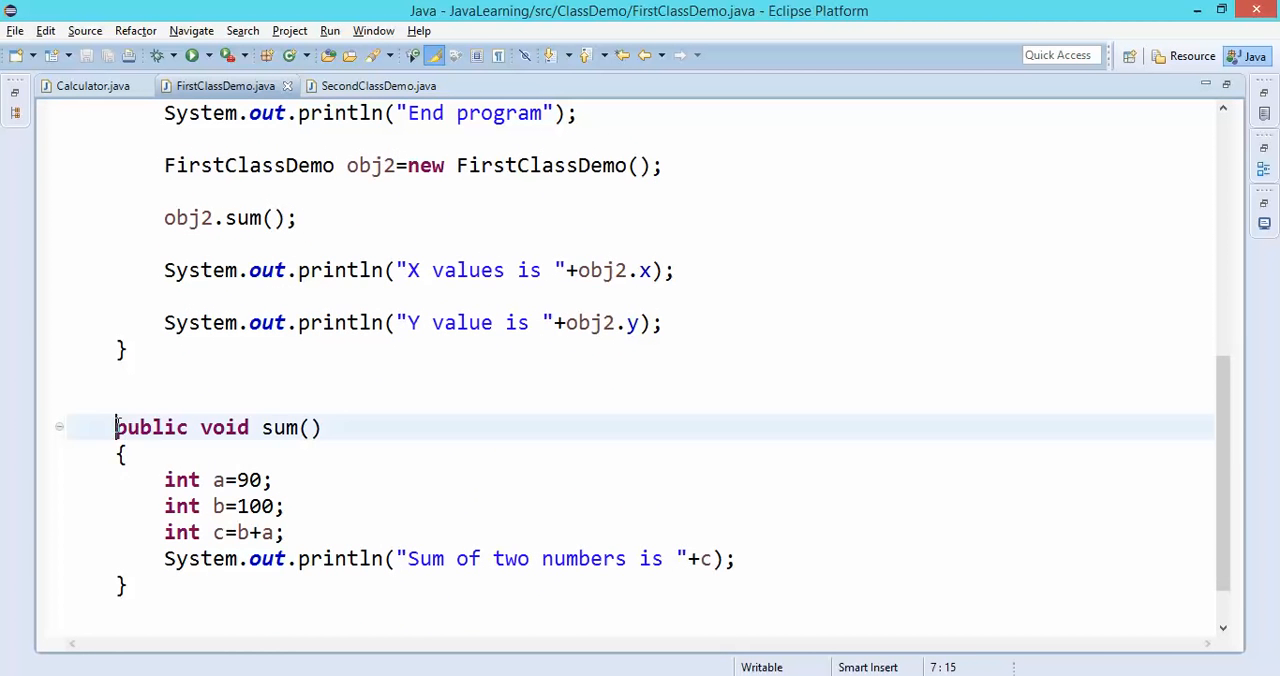 Java - JavaLearning/src/ClassDemo/FirstClassDemo.java - Eclipse Platform
File Edit Source Refactor Navigate Search Project Run Window Help
Quick Access Resource Java
Calculator.java FirstClassDemo.java SecondClassDemo.java
System.out.println("End program");
FirstClassDemo obj2=new FirstClassDemo();
obj2.sum();
System.out.println("X values is "+obj2.x);
System.out.println("Y value is "+obj2.y);
}
public void sum()
{
int a=90;
int b=100;
int c=b+a;
System.out.println("Sum of two numbers is "+c);
}
Writable Smart Insert 7 : 15